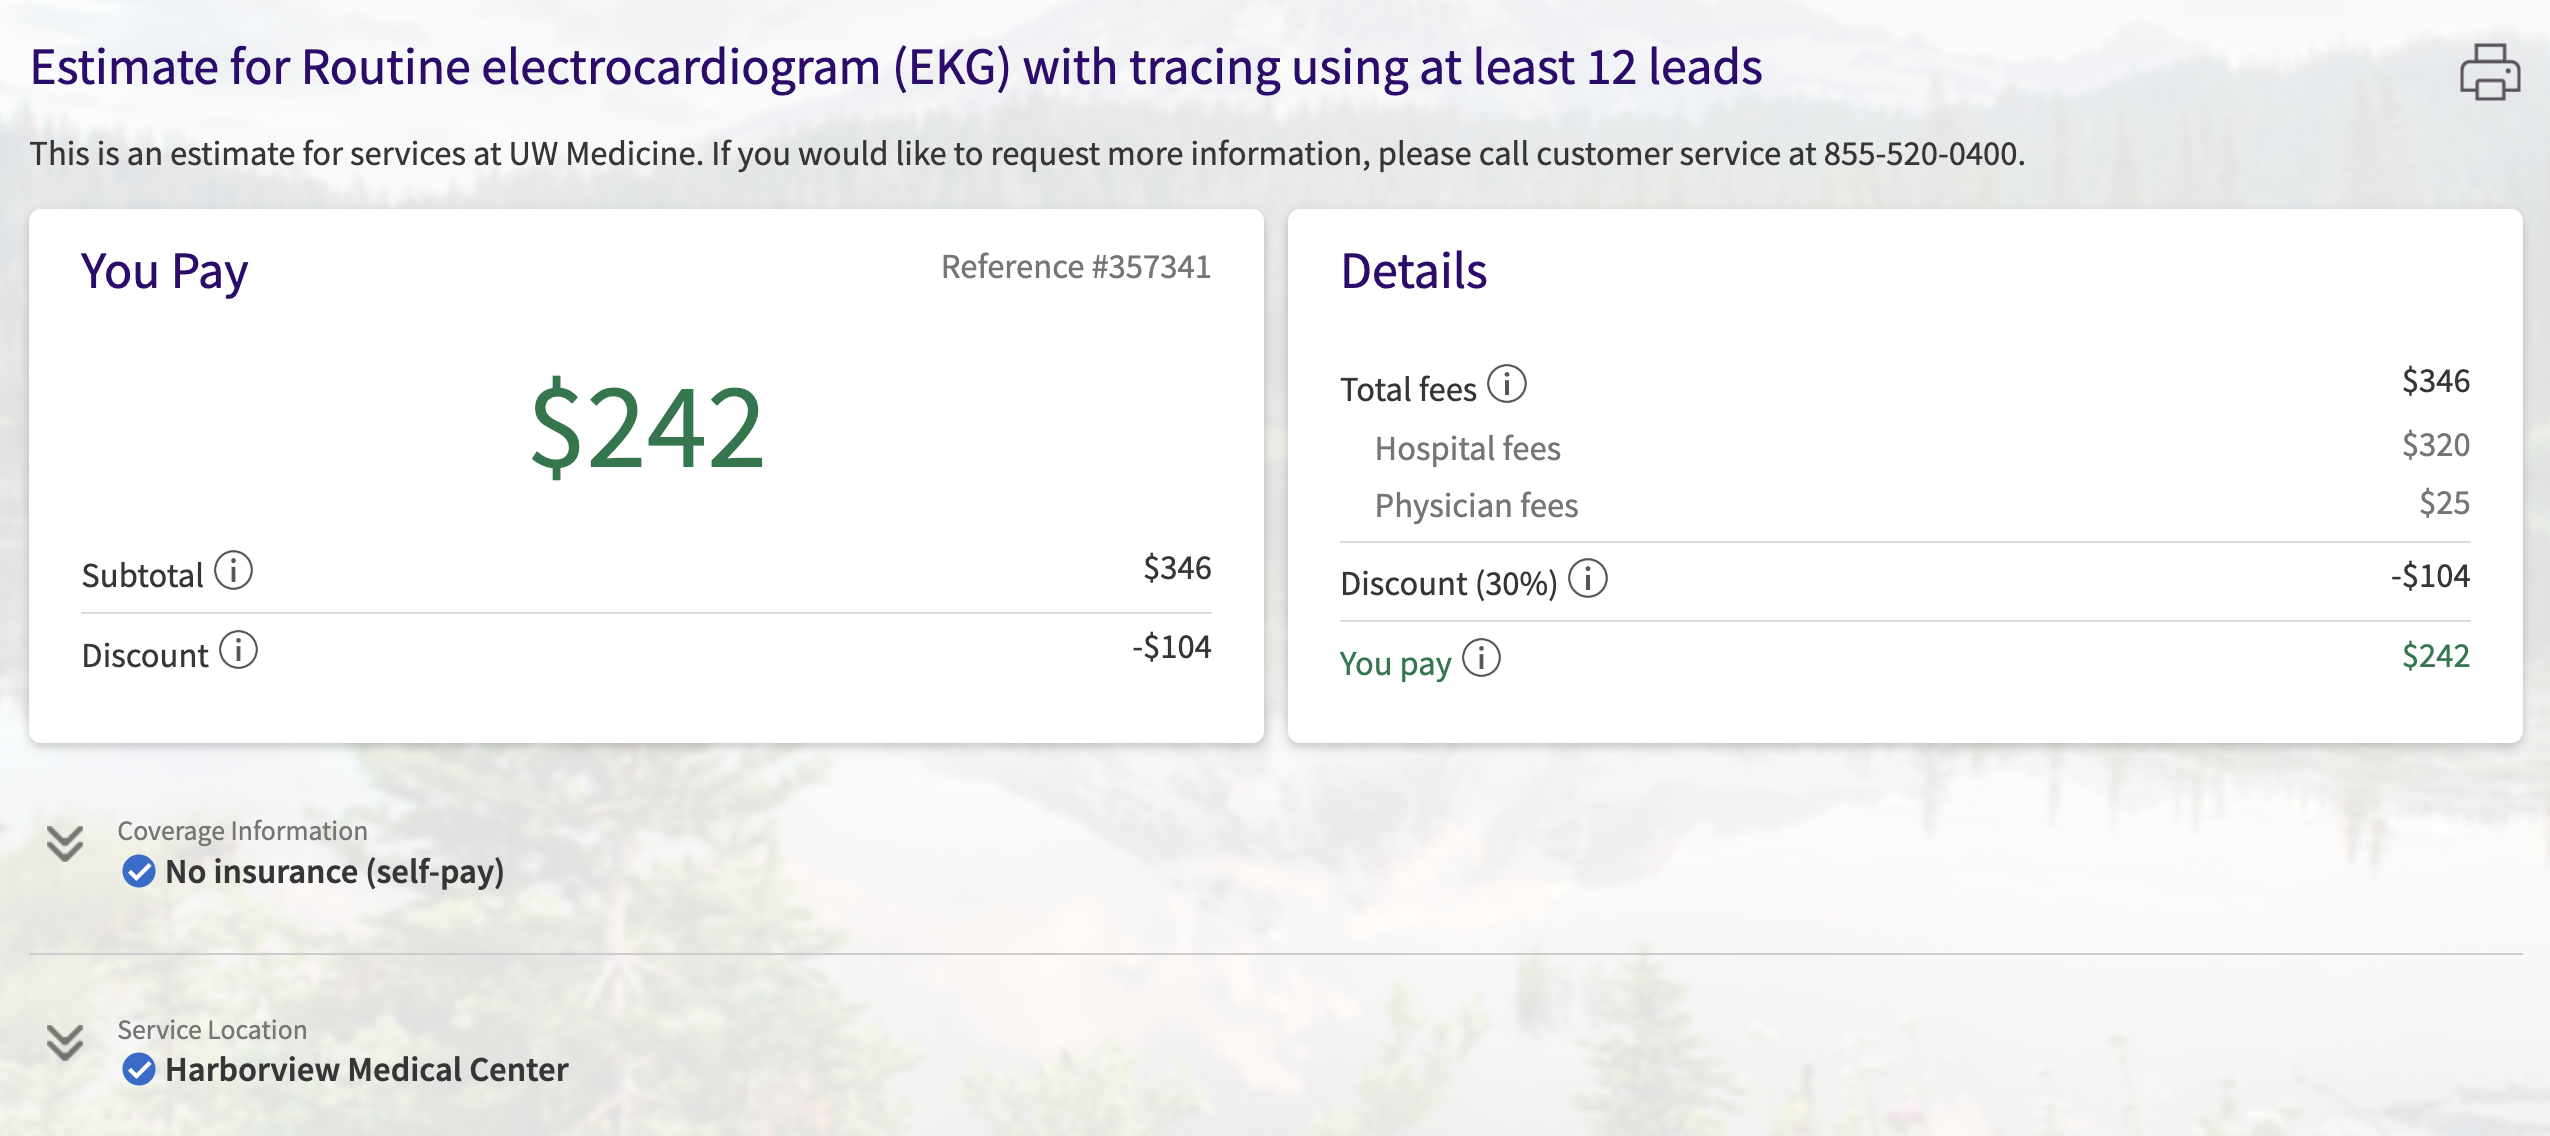 Estimate for Routine electrocardiogram (EKG) with tracing using at least 12 leads
This is an estimate for services at UW Medicine. If you would like to request more information, please call customer service at 855-520-0400.
You Pay
Reference #357341
$242
Subtotal $346
Discount -$104
Details
Total fees $346
Hospital fees $320
Physician fees $25
Discount (30%) -$104
You pay $242
Coverage Information
No insurance (self-pay)
Service Location
Harborview Medical Center